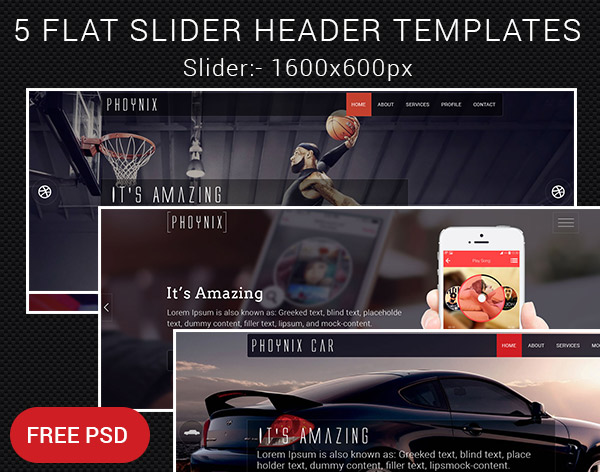 5 FLAT SLIDER HEADER TEMPLATES
Slider:- 1600x600px
PHOYNIX
HOME ABOUT SERVICES PROFILE CONTACT
IT'S AMAZING
[PHOYNIX]
Play Song
It's Amazing
Lorem Ipsum is also known as: Greeked text, blind text, placeholde
text, dummy content, filler text, lipsum, and mock-content.
PHOYNIX CAR
HOME ABOUT SERVICES MO
IT'S AMAZING
Lorem Ipsum is also known as: Greeked text, blind
text, dummy content, filler text, lipsmock-content.
FREE PSD